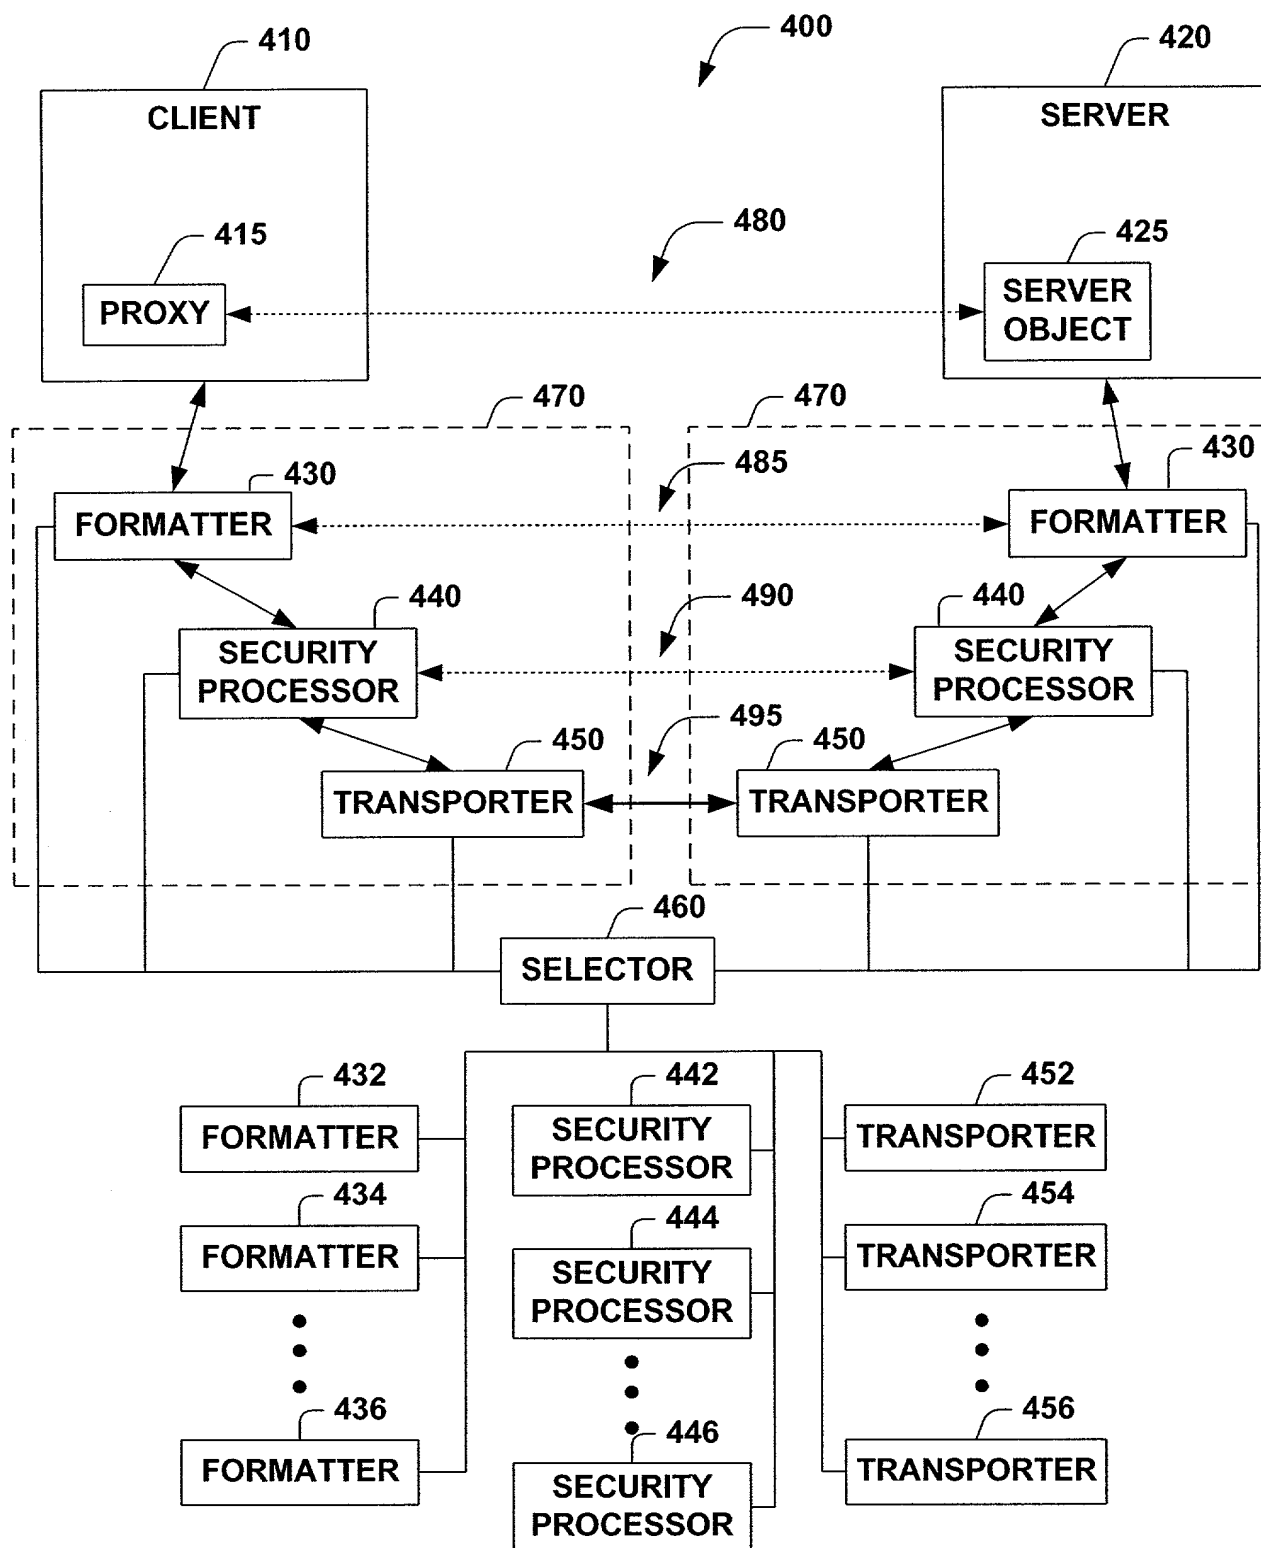 400
410
420
CLIENT
SERVER
480
415
425
PROXY
SERVER
OBJECT
470
470
485
430
430
FORMATTER
FORMATTER
490
440
440
SECURITY
PROCESSOR
SECURITY
PROCESSOR
495
450
450
TRANSPORTER
TRANSPORTER
460
SELECTOR
432
442
452
FORMATTER
SECURITY
PROCESSOR
TRANSPORTER
434
444
454
FORMATTER
SECURITY
PROCESSOR
TRANSPORTER
436
446
456
FORMATTER
SECURITY
PROCESSOR
TRANSPORTER